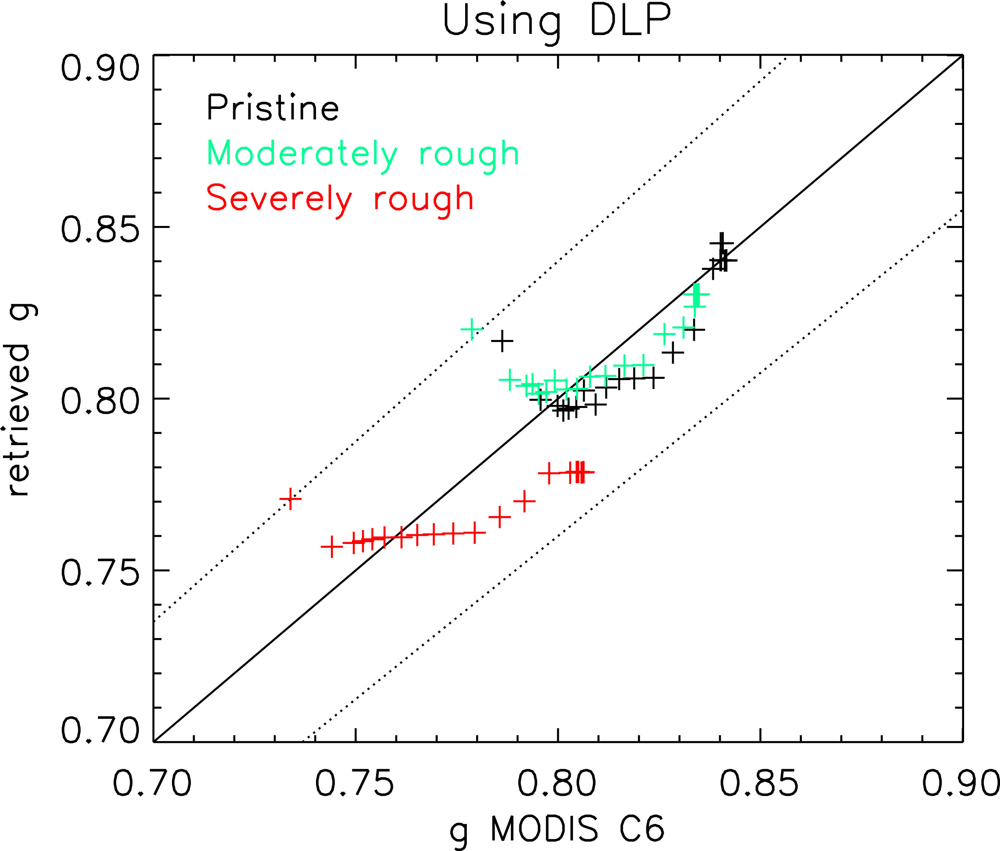 Using DLP
0.90
Pristine
Moderately rough
Severely rough
0.85
retrieved g
0.80
0.75
0.70
0.70 0.75 0.80 0.85 0.90
g MODIS C6